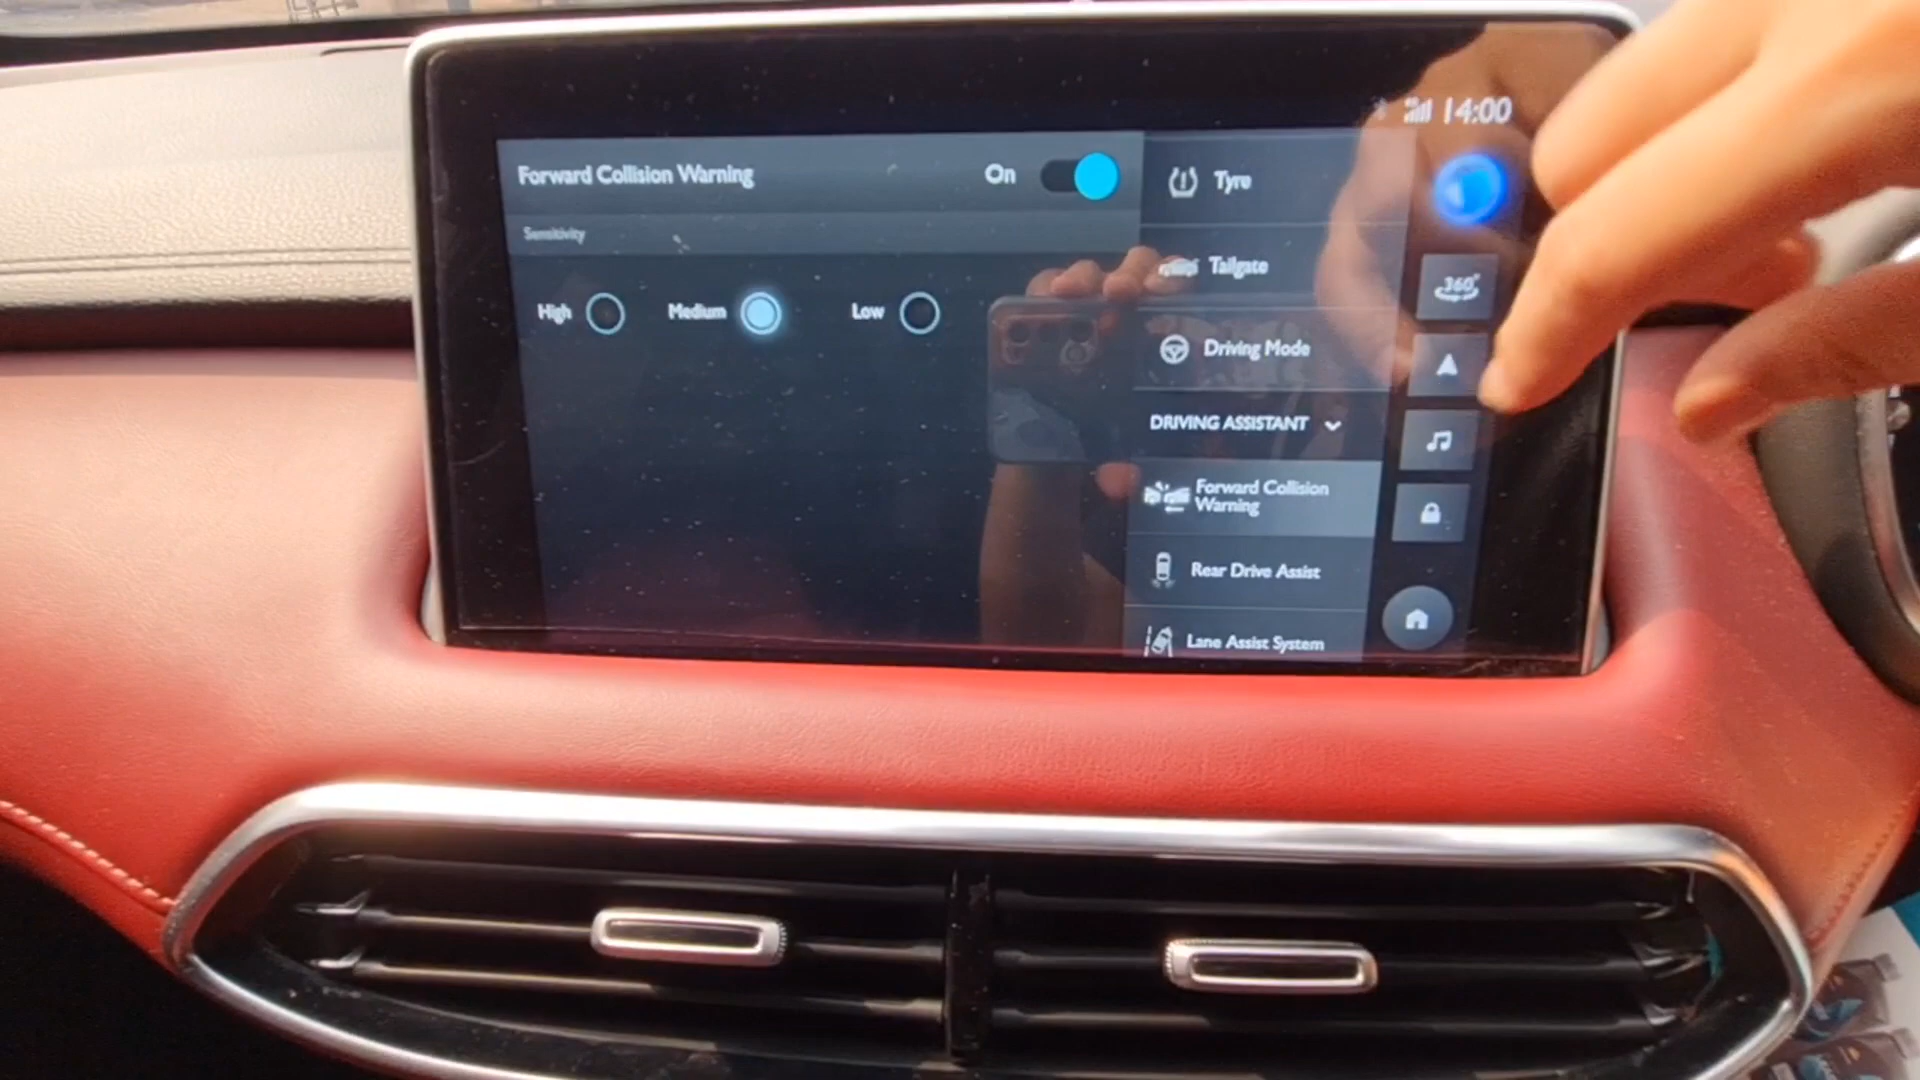 14:00
Forward Collision Warning On
Sensitivity
High Medium Low
Tyre
Tailgate
Driving Mode
DRIVING ASSISTANT
Forward Collision
Warning
Rear Drive Assist
Lane Assist System
360°